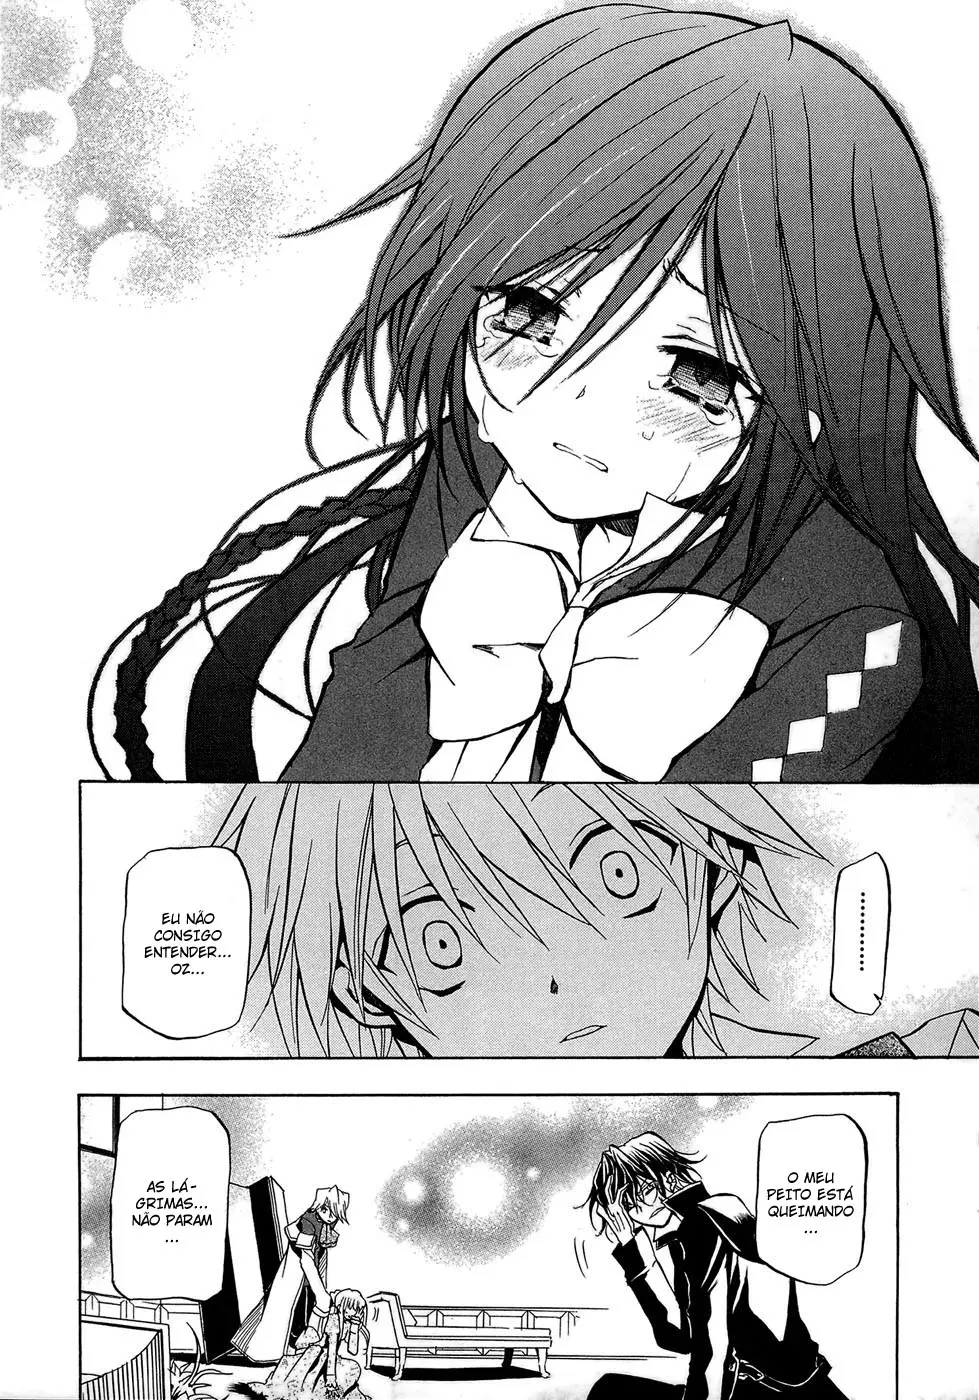 .........
EU NÃO
CONSIGO
ENTENDER...
OZ...
O MEU
PEITO ESTÁ
QUEIMANDO...
AS LÁ-
GRIMAS...
NÃO PARAM
...